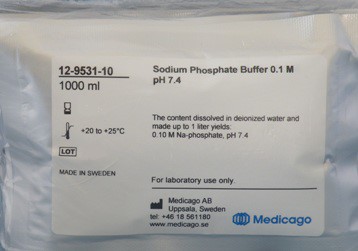 12-9531-10
1000 ml
Sodium Phosphate Buffer 0.1 M
pH 7.4
The content dissolved in deionized water and
made up to 1 liter yields:
0.10 M Na-phosphate, pH 7.4
+20 to +25°C
LOT
MADE IN SWEDEN
For laboratory use only
Medicago AB
Uppsala, Sweden
tel: +46 18 561180
www.medicago.se
Medicago